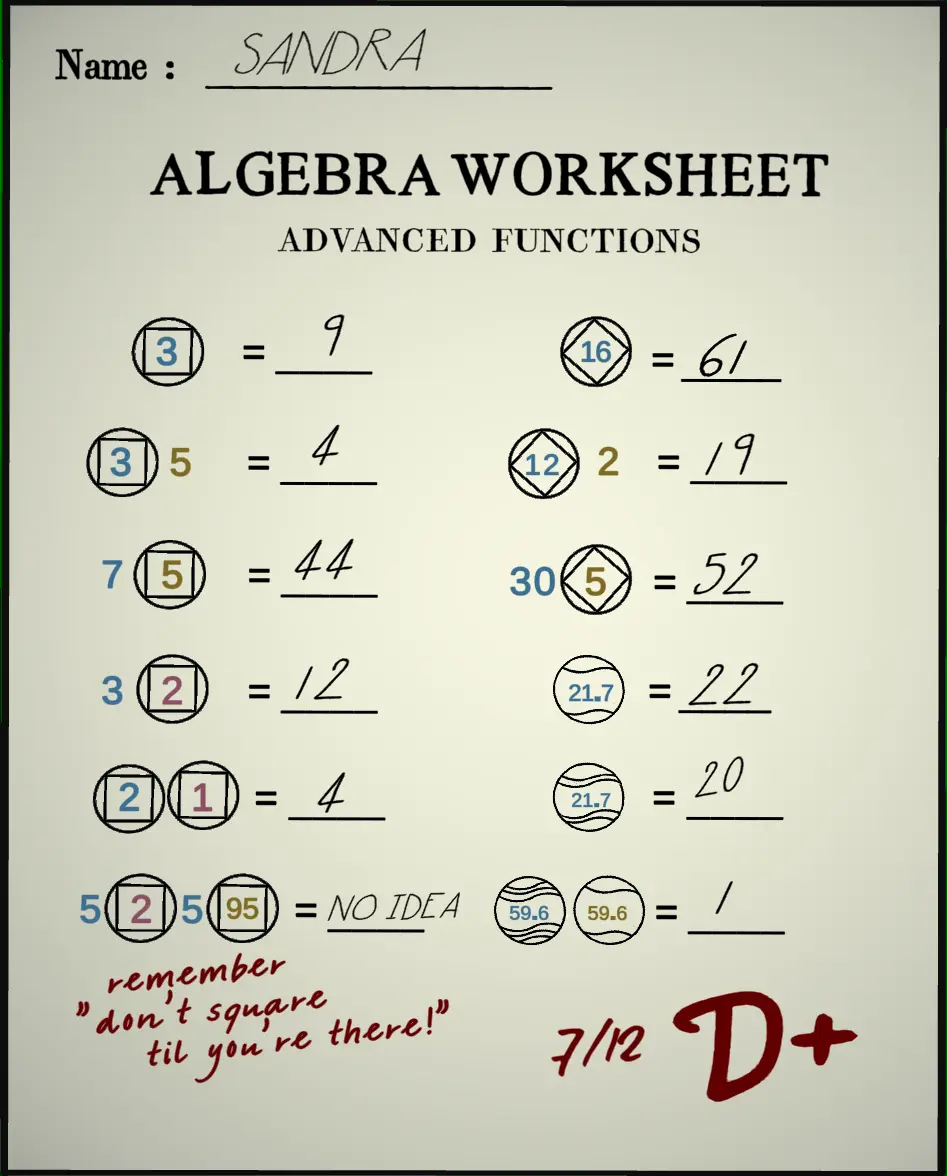 Name : SANDRA
ALGEBRA WORKSHEET
ADVANCED FUNCTIONS
3 = 9
16 = 61
3 5 = 4
12 2 = 19
7 5 = 44
30 5 = 52
3 2 = 12
21.7 = 22
2 1 = 4
21.7 = 20
5 2 5 95 = NO IDEA
59.6 59.6 = 1
remember
"don't square
til you're there!"
7/12 D+